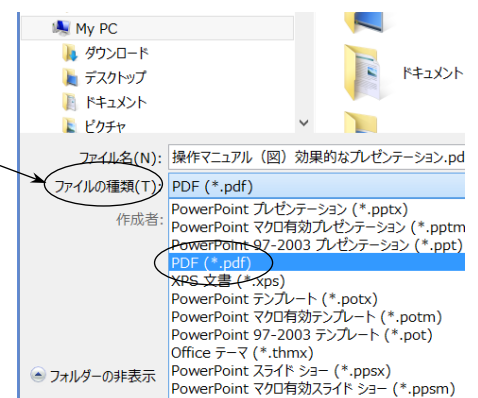 My PC
ダウンロード
デスクトップ
ドキュメント
ピクチャ
ドキュメント
ファイル名(N): 操作マニュアル（図）効果的なプレゼンテーション.pd
ファイルの種類(T): PDF (*.pdf)
作成者:
PowerPoint プレゼンテーション (*.pptx)
PowerPoint マクロ有効プレゼンテーション (*.pptm
PowerPoint 97-2003 プレゼンテーション (*.ppt)
PDF (*.pdf)
XPS 文書 (*.xps)
PowerPoint テンプレート (*.potx)
PowerPoint マクロ有効テンプレート (*.potm)
PowerPoint 97-2003 テンプレート (*.pot)
Office テーマ (*.thmx)
PowerPoint スライド ショー (*.ppsx)
PowerPoint マクロ有効スライド ショー (*.ppsm)
フォルダーの非表示